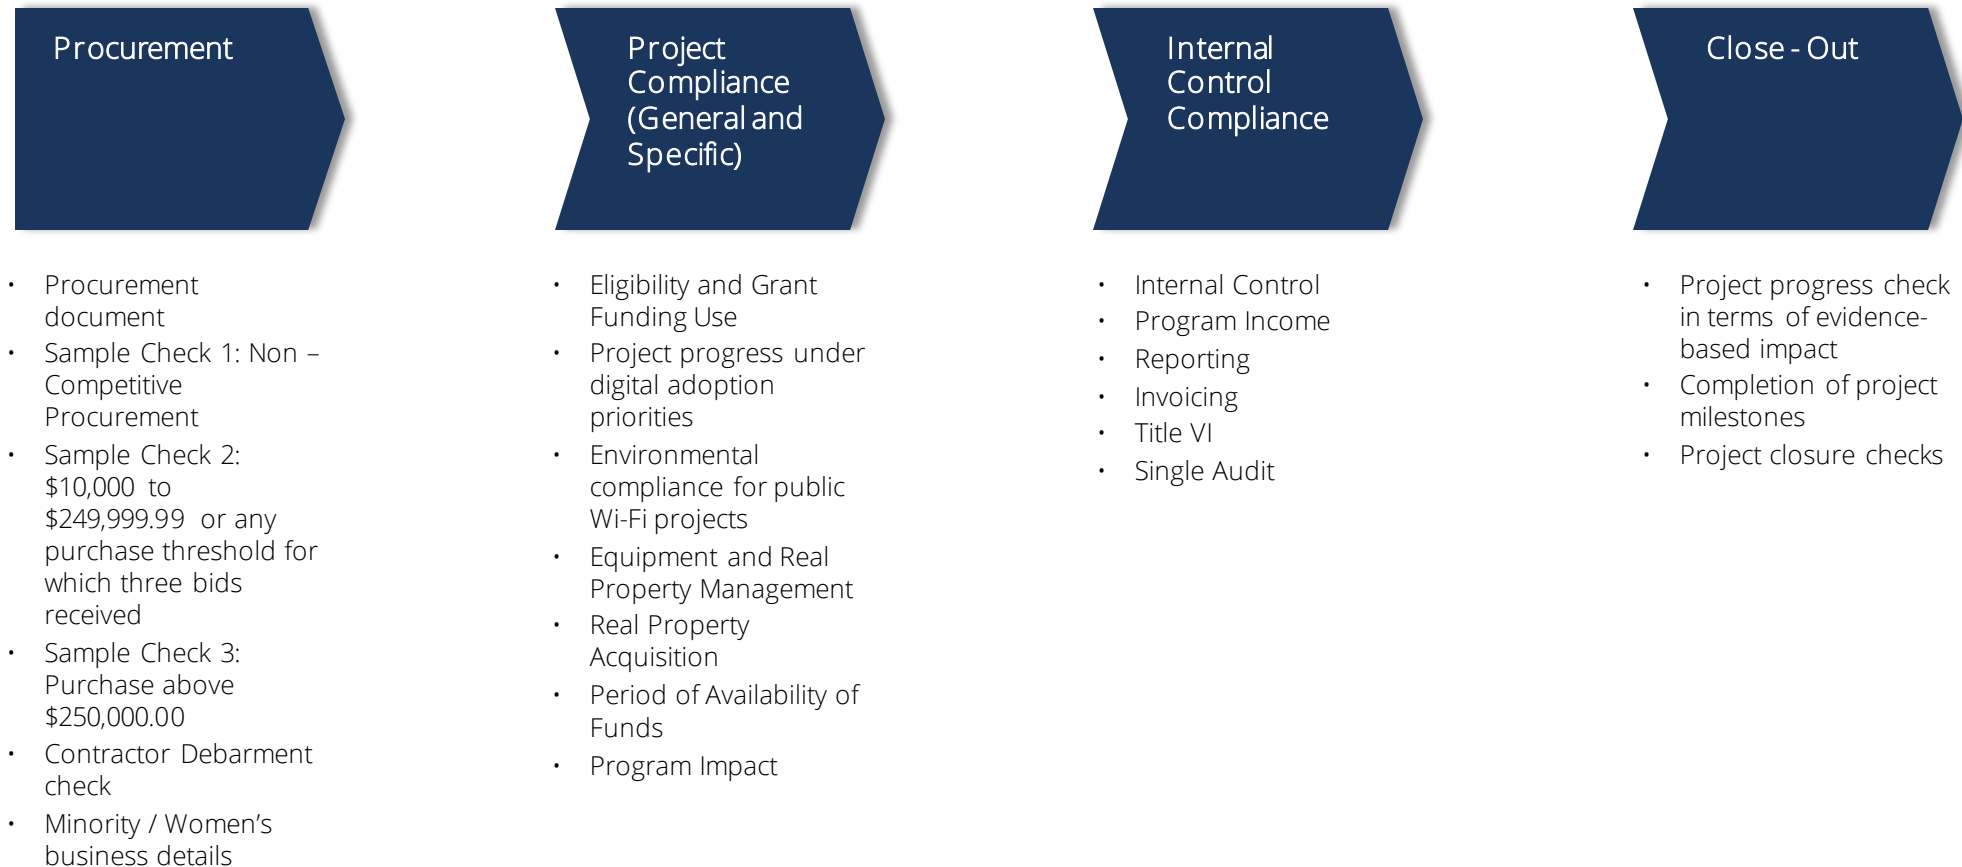 Procurement
• Procurement
document
• Sample Check 1: Non –
Competitive
Procurement
• Sample Check 2:
$10,000 to
$249,999.99 or any
purchase threshold for
which three bids
received
• Sample Check 3:
Purchase above
$250,000.00
• Contractor Debarment
check
• Minority / Women’s
business details
Project
Compliance
(General and
Specific)
• Eligibility and Grant
Funding Use
• Project progress under
digital adoption
priorities
• Environmental
compliance for public
Wi-Fi projects
• Equipment and Real
Property Management
• Real Property
Acquisition
• Period of Availability of
Funds
• Program Impact
Internal
Control
Compliance
• Internal Control
• Program Income
• Reporting
• Invoicing
• Title VI
• Single Audit
Close - Out
• Project progress check
in terms of evidence-
based impact
• Completion of project
milestones
• Project closure checks